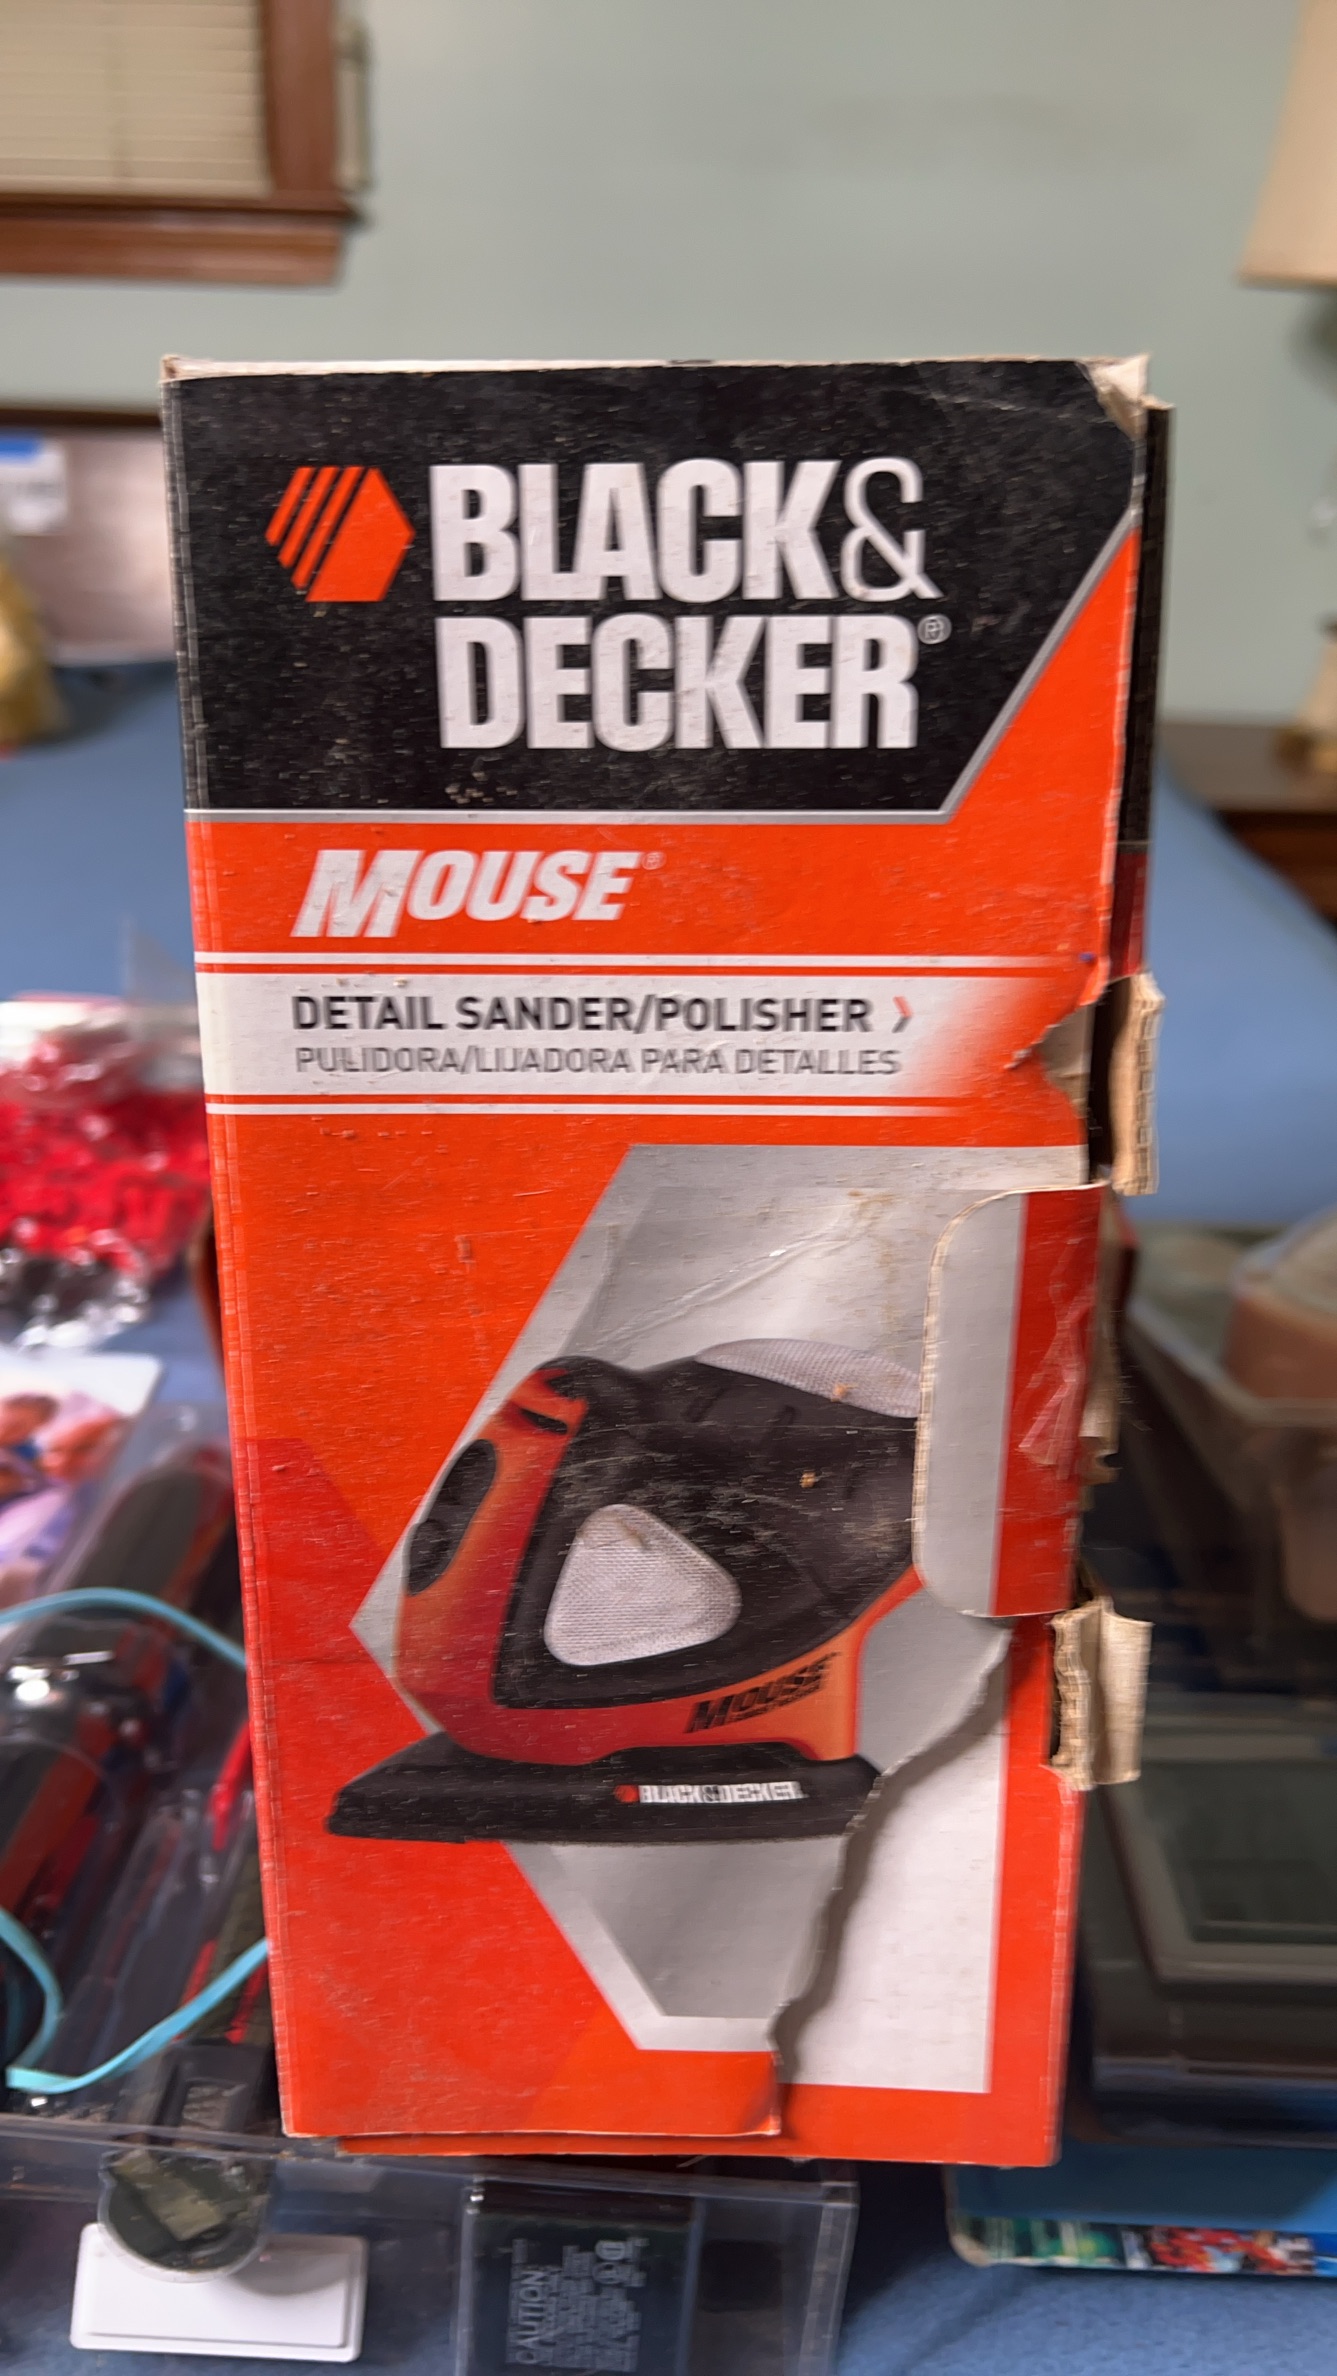 BLACK&
DECKER®
MOUSE®
DETAIL SANDER/POLISHER
PULIDORA/LIJADORA PARA DETALLES
MOUSE
BLACK&DECKER
CAUTION